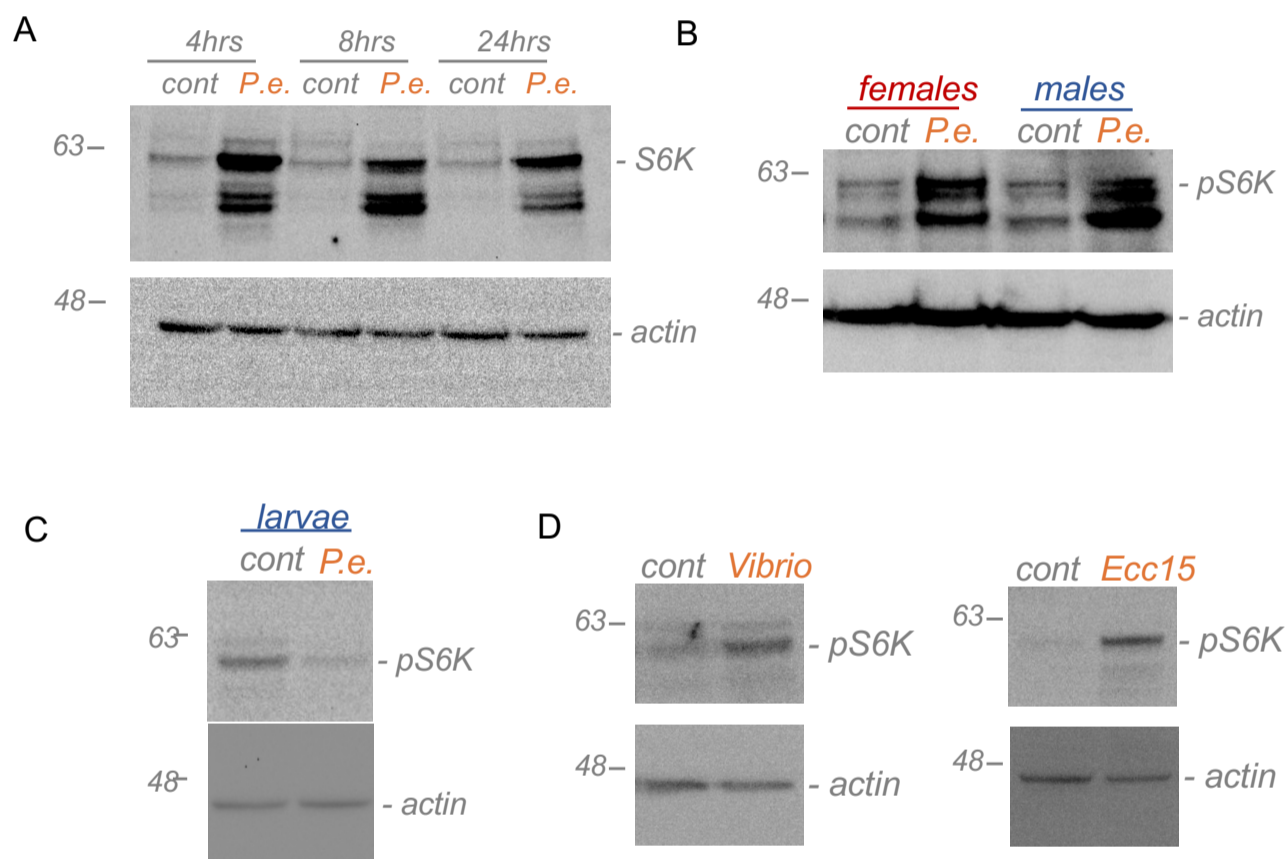 A
4hrs 8hrs 24hrs
cont P.e. cont P.e. cont P.e.
63–
- S6K
48–
- actin
B
females males
cont P.e. cont P.e.
63–
- pS6K
48–
- actin
C
larvae
cont P.e.
63-
- pS6K
48-
- actin
D
cont Vibrio
63–
- pS6K
48–
- actin
cont Ecc15
63–
- pS6K
48–
- actin